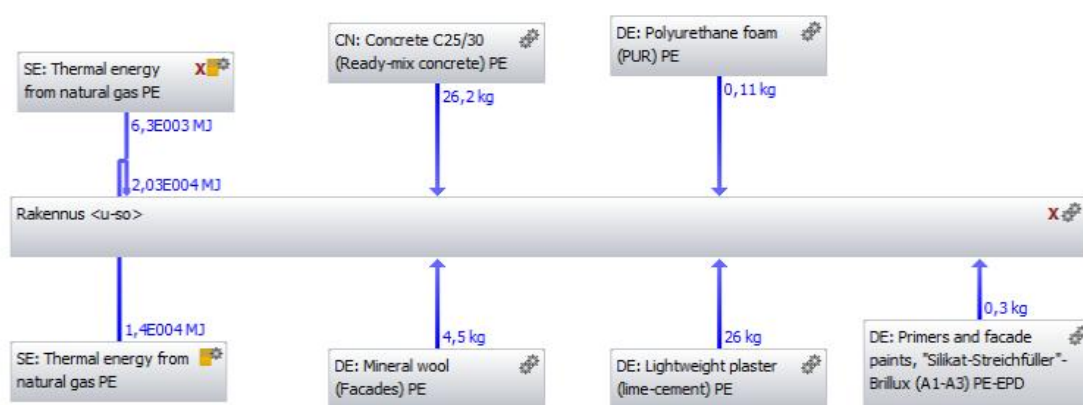 SE: Thermal energy
from natural gas PE
X
CN: Concrete C25/30
(Ready-mix concrete) PE
DE: Polyurethane foam
(PUR) PE
6,3E003 MJ
26,2 kg
0,11 kg
2,03E004 MJ
Rakennus <u-so>
X
1,4E004 MJ
4,5 kg
26 kg
0,3 kg
SE: Thermal energy from
natural gas PE
DE: Mineral wool
(Facades) PE
DE: Lightweight plaster
(lime-cement) PE
DE: Primers and facade
paints, "Silikat-Streichfüller"-
Brillux (A1-A3) PE-EPD